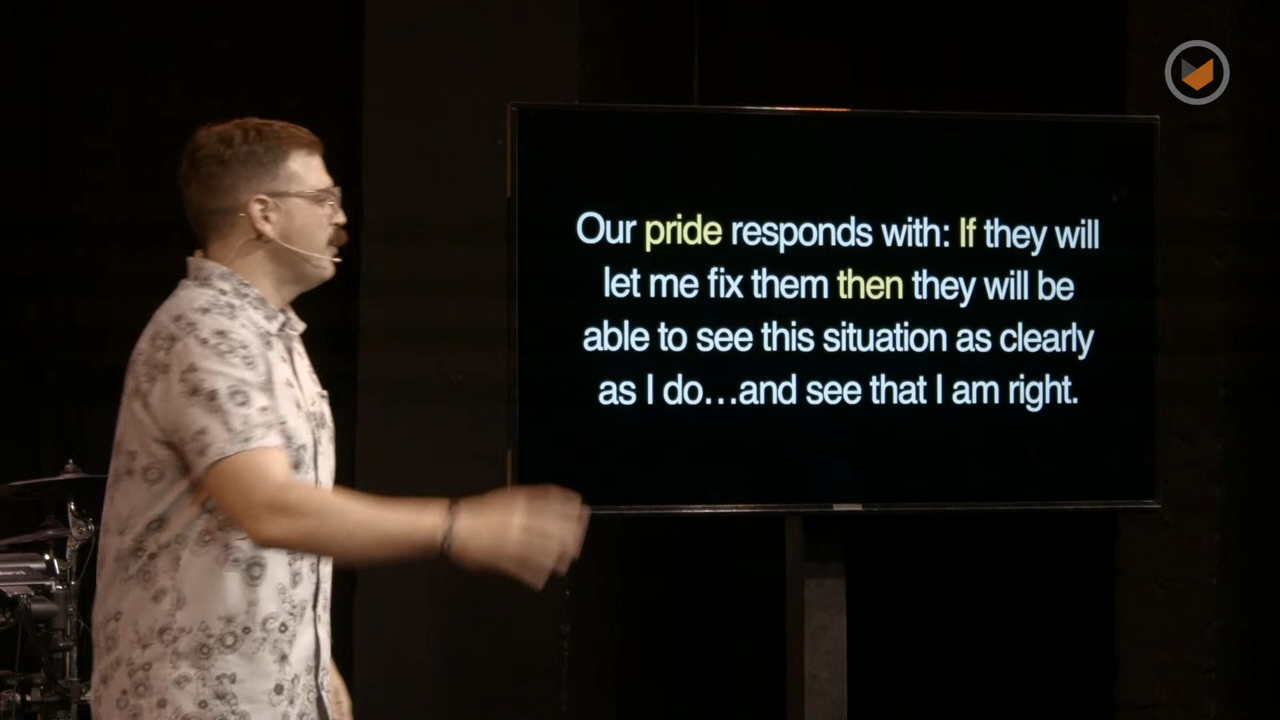 Our pride responds with: If they will
let me fix them then they will be
able to see this situation as clearly
as I do…and see that I am right.